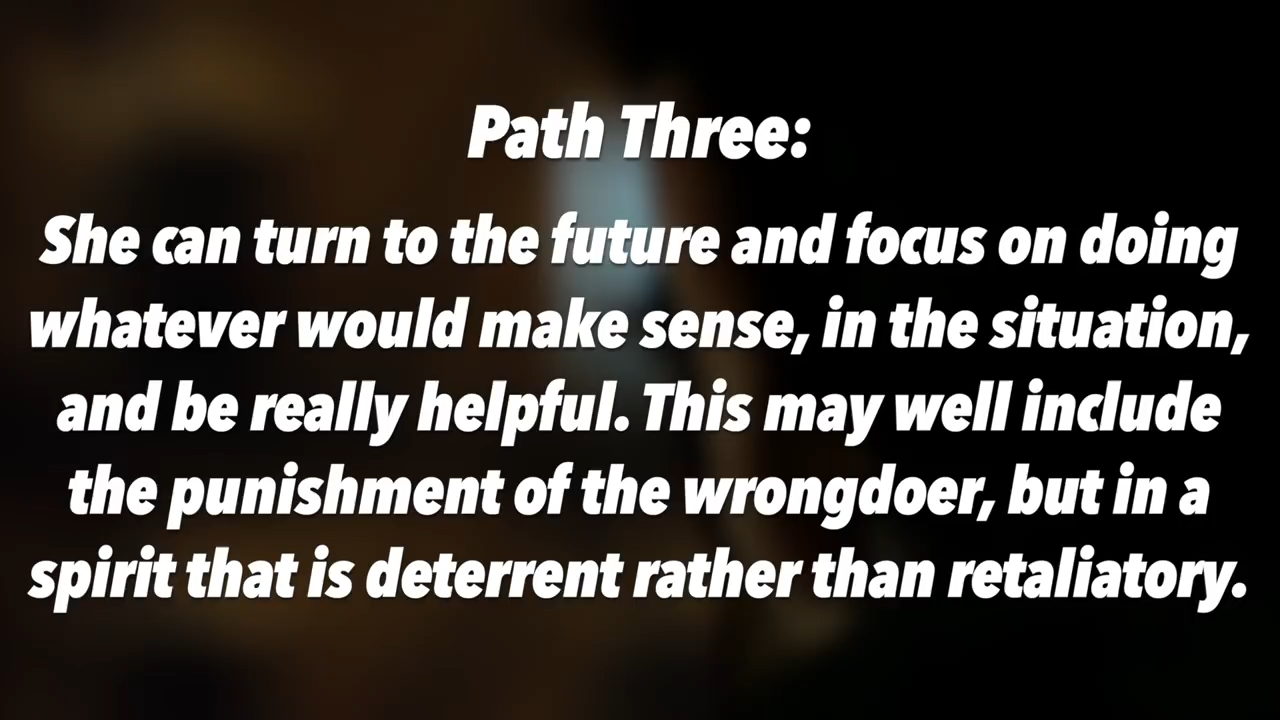 Path Three:
She can turn to the future and focus on doing
whatever would make sense, in the situation,
and be really helpful. This may well include
the punishment of the wrongdoer, but in a
spirit that is deterrent rather than retaliatory.